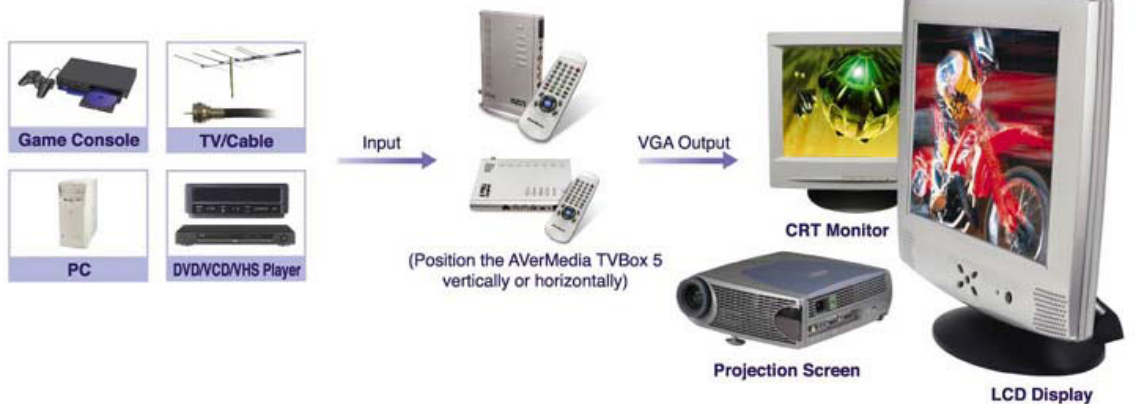 Game Console
TV/Cable
PC
DVD/VCD/VHS Player
Input
(Position the AVerMedia TVBox 5
vertically or horizontally)
VGA Output
CRT Monitor
Projection Screen
LCD Display